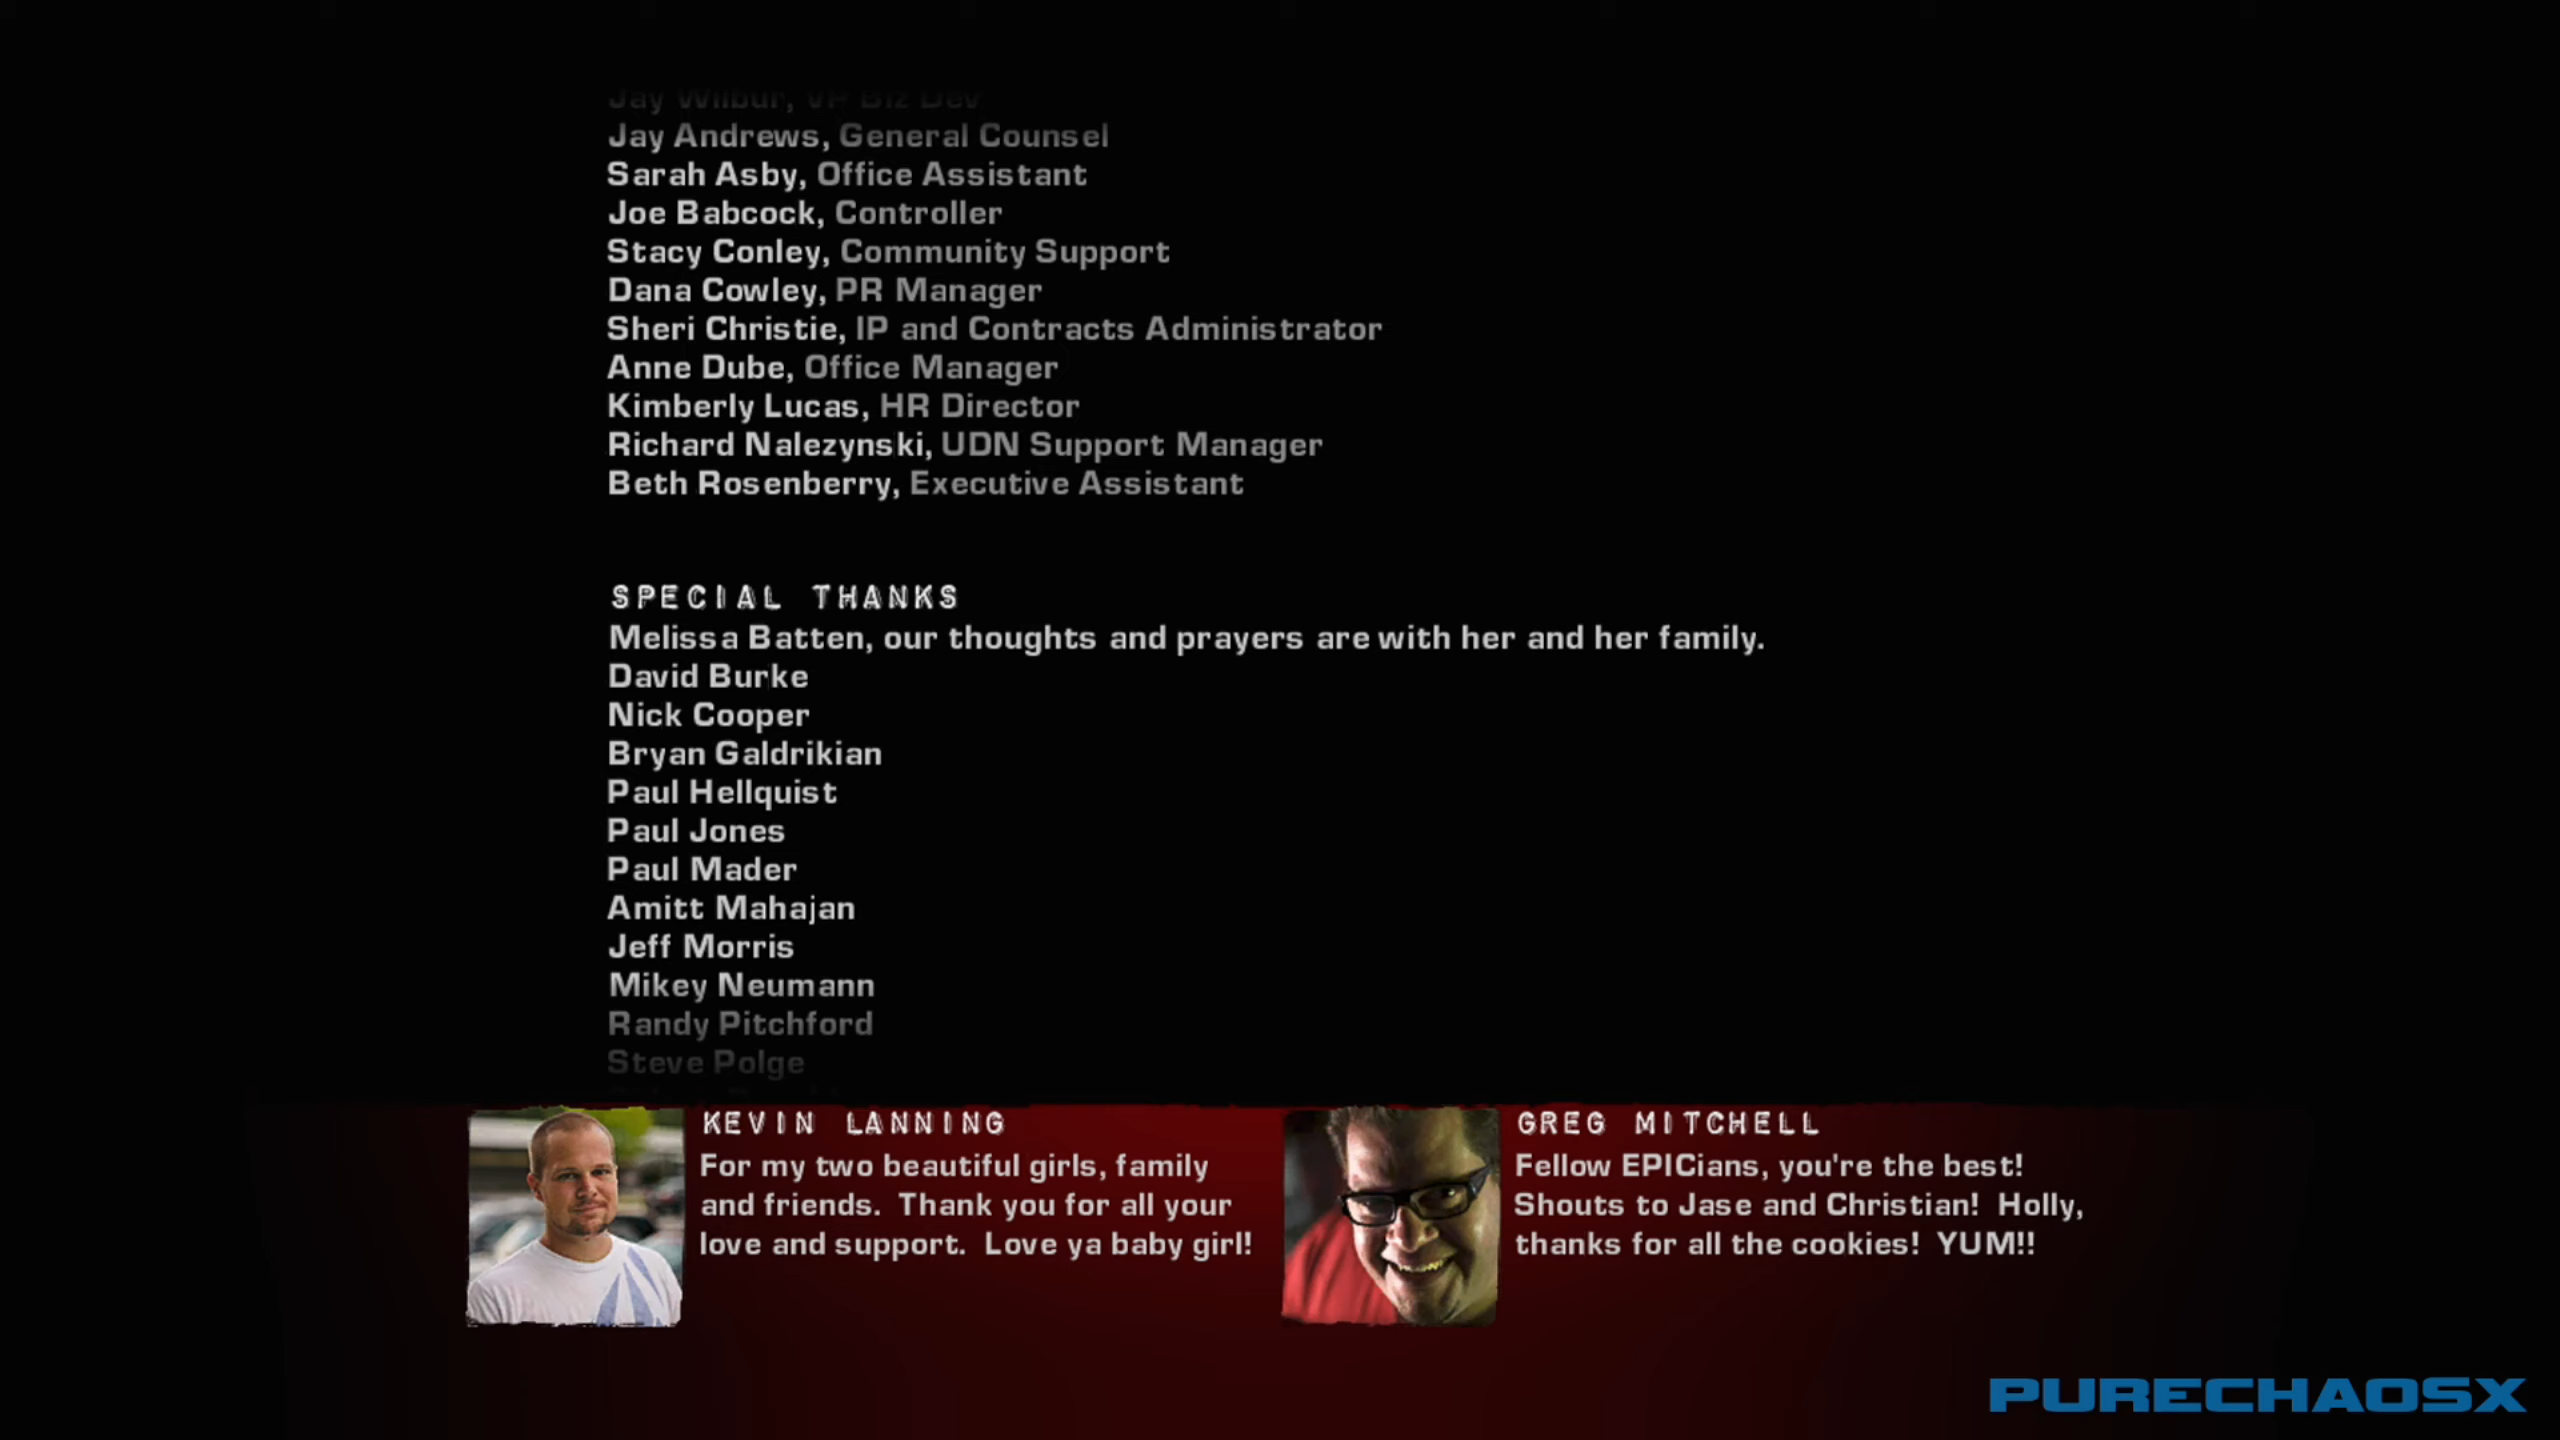 Jay Wilbur, VP Biz Dev
Jay Andrews, General Counsel
Sarah Asby, Office Assistant
Joe Babcock, Controller
Stacy Conley, Community Support
Dana Cowley, PR Manager
Sheri Christie, IP and Contracts Administrator
Anne Dube, Office Manager
Kimberly Lucas, HR Director
Richard Nalezynski, UDN Support Manager
Beth Rosenberry, Executive Assistant
SPECIAL THANKS
Melissa Batten, our thoughts and prayers are with her and her family.
David Burke
Nick Cooper
Bryan Galdrikian
Paul Hellquist
Paul Jones
Paul Mader
Amitt Mahajan
Jeff Morris
Mikey Neumann
Randy Pitchford
Steve Polge
KEVIN LANNING
For my two beautiful girls, family
and friends.  Thank you for all your
love and support.  Love ya baby girl!
GREG MITCHELL
Fellow EPICians, you're the best!
Shouts to Jase and Christian!  Holly,
thanks for all the cookies!  YUM!!
PURECHAOSX